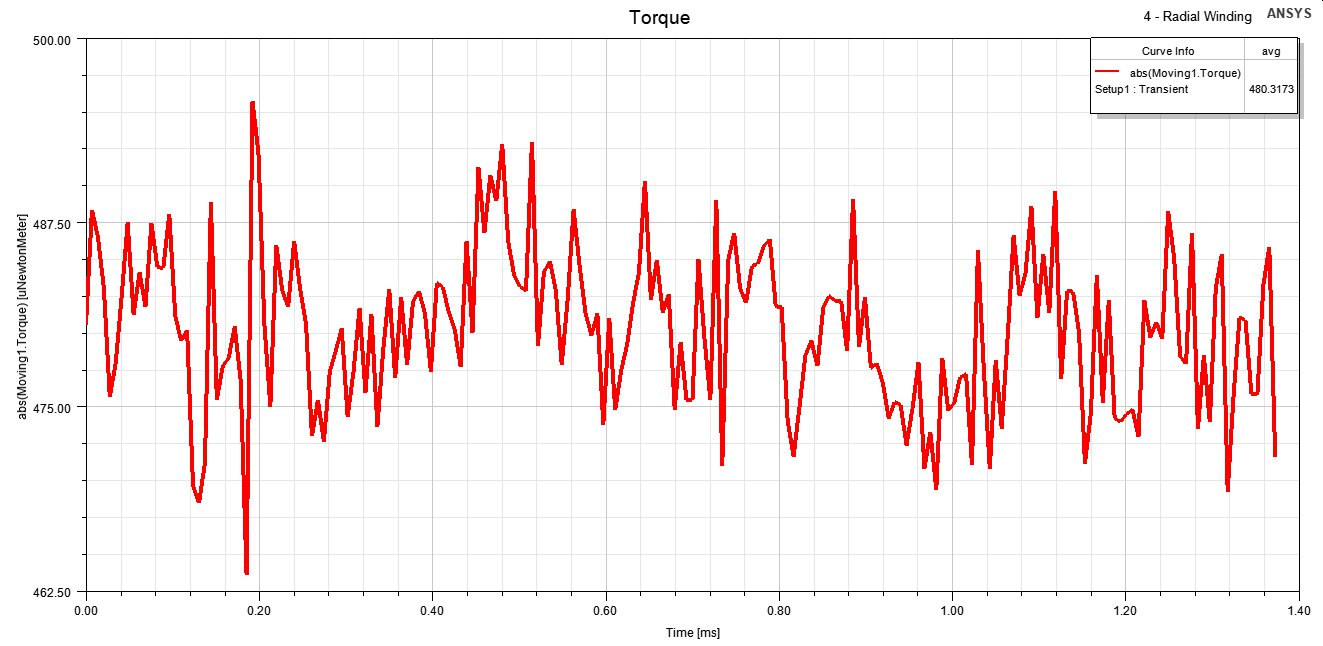 Torque
4 - Radial Winding ANSYS
Curve Info avg
abs(Moving1.Torque)
Setup1 : Transient 480.3173
abs(Moving1.Torque) [uNewtonMeter]
500.00
487.50
475.00
462.50
0.00 0.20 0.40 0.60 0.80 1.00 1.20 1.40
Time [ms]